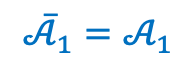 𝓐̄₁ = 𝓐₁